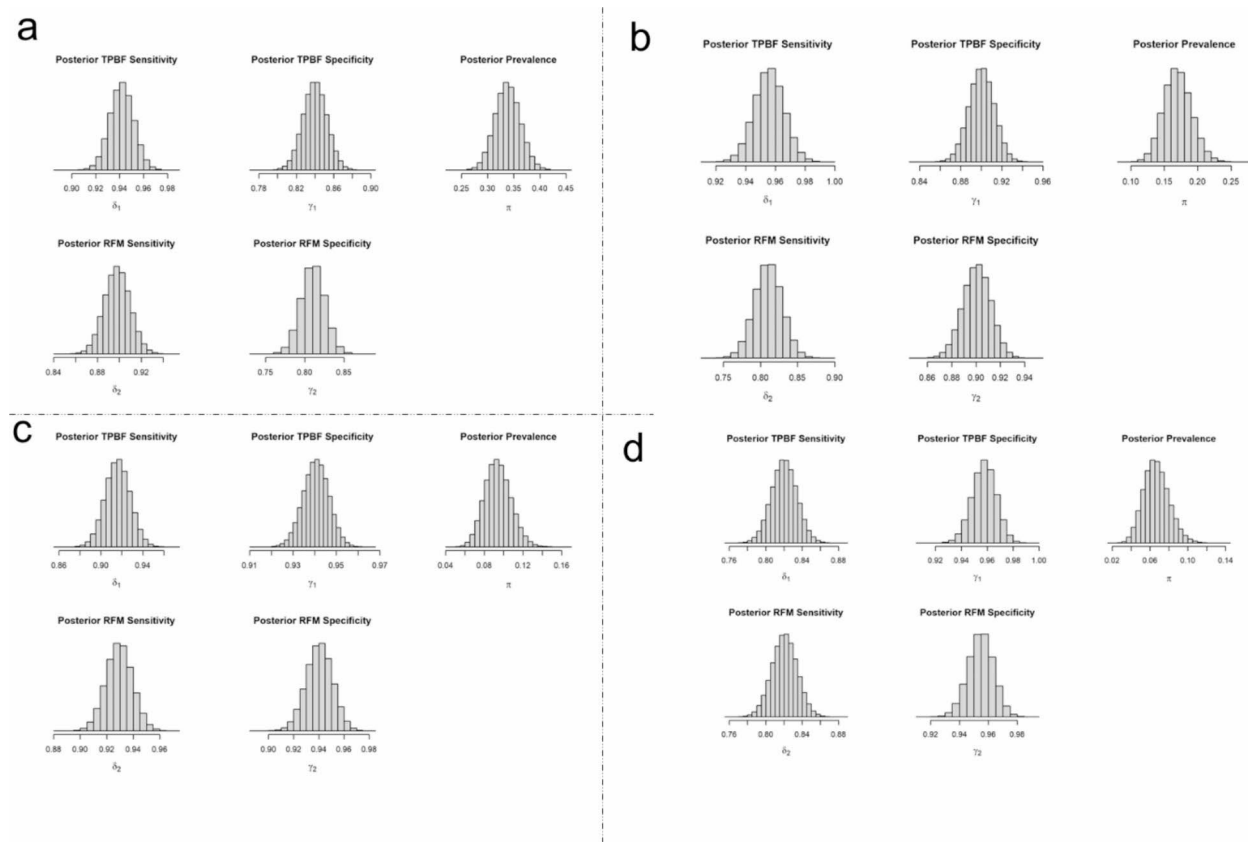 a
Posterior TPBF Sensitivity Posterior TPBF Specificity Posterior Prevalence
0.90 0.92 0.94 0.96 0.98 0.78 0.82 0.86 0.90 0.25 0.30 0.35 0.40 0.45
δ1 γ1 π
Posterior RFM Sensitivity Posterior RFM Specificity
0.84 0.88 0.92 0.75 0.80 0.85
δ2 γ2
b
Posterior TPBF Sensitivity Posterior TPBF Specificity Posterior Prevalence
0.92 0.94 0.96 0.98 1.00 0.84 0.88 0.92 0.96 0.10 0.15 0.20 0.25
δ1 γ1 π
Posterior RFM Sensitivity Posterior RFM Specificity
0.75 0.80 0.85 0.90 0.86 0.88 0.90 0.92 0.94
δ2 γ2
c
Posterior TPBF Sensitivity Posterior TPBF Specificity Posterior Prevalence
0.86 0.90 0.94 0.91 0.93 0.95 0.97 0.04 0.08 0.12 0.16
δ1 γ1 π
Posterior RFM Sensitivity Posterior RFM Specificity
0.88 0.90 0.92 0.94 0.96 0.90 0.92 0.94 0.96 0.98
δ2 γ2
d
Posterior TPBF Sensitivity Posterior TPBF Specificity Posterior Prevalence
0.76 0.80 0.84 0.88 0.92 0.94 0.96 0.98 1.00 0.02 0.06 0.10 0.14
δ1 γ1 π
Posterior RFM Sensitivity Posterior RFM Specificity
0.76 0.80 0.84 0.88 0.92 0.94 0.96 0.98
δ2 γ2